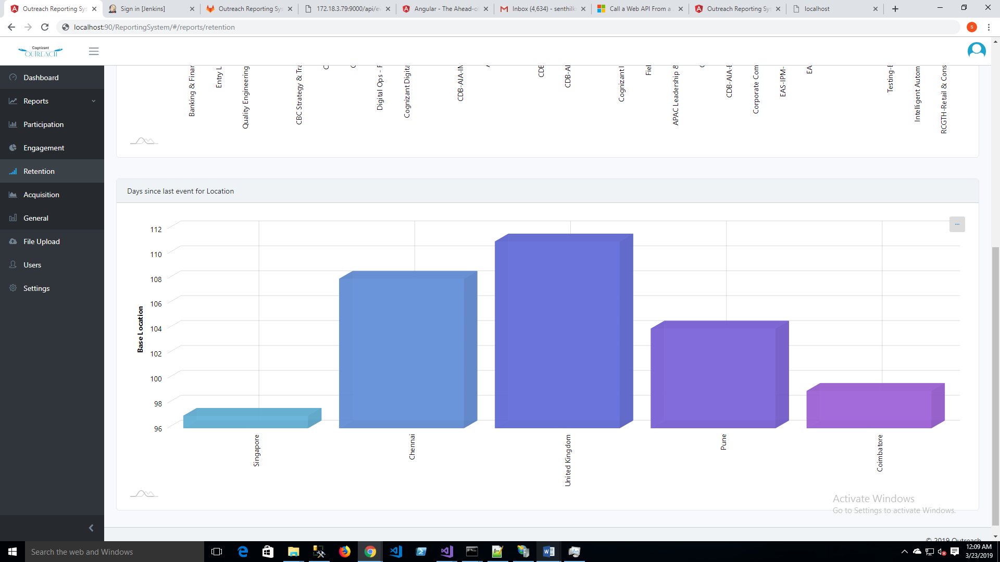 Outreach Reporting Sy
Sign in [Jenkins]
Outreach Reporting Sy
172.18.3.79:9000/api/e
Angular - The Ahead-o
Inbox (4,634) - senthilk
Call a Web API From a
Outreach Reporting Sy
localhost
localhost:90/ReportingSystem/#/reports/retention
S
Cognizant
OUTREACH
Dashboard
Reports
Participation
Engagement
Retention
Acquisition
General
File Upload
Users
Settings
Banking & Finan
Entry L
Quality Engineering
CBC Strategy & Tra
Digital Ops -
Cognizant Digita
CDB-AIA-IM
CDB
CDB-AI
Cognizant I
Fiel
APAC Leadership &
CDB-AIA-
Corporate Com
EAS-IPM-
EA
Testing-
Intelligent Autom
RCGTH-Retail & Cons
Days since last event for Location
...
112
110
108
106
104
102
100
98
96
Base Location
Singapore
Chennai
United Kingdom
Pune
Coimbatore
Activate Windows
Go to Settings to activate Windows.
© 2019 Outreach
Search the web and Windows
12:09 AM
3/23/2019